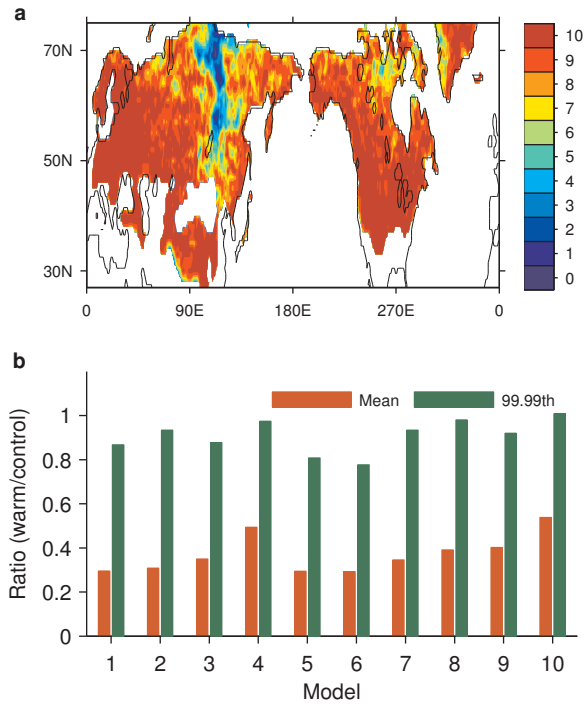 a
70N
50N
30N
0 90E 180E 270E 0
10
9
8
7
6
5
4
3
2
1
0
b
Mean 99.99th
Ratio (warm/control)
1
0.8
0.6
0.4
0.2
0
1 2 3 4 5 6 7 8 9 10
Model